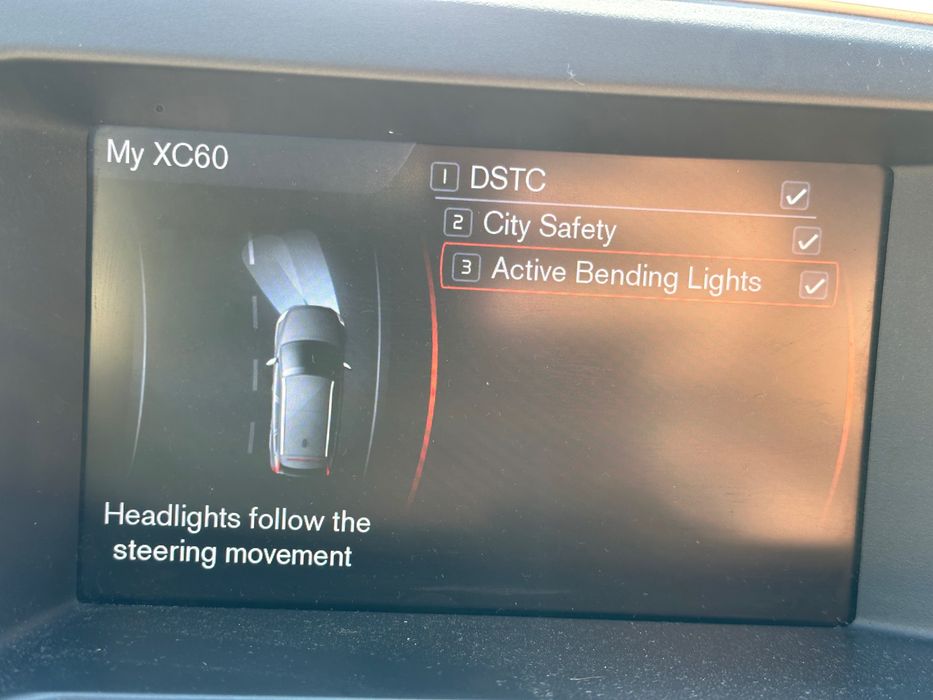 My XC60
1 DSTC
2 City Safety
3 Active Bending Lights
Headlights follow the
steering movement